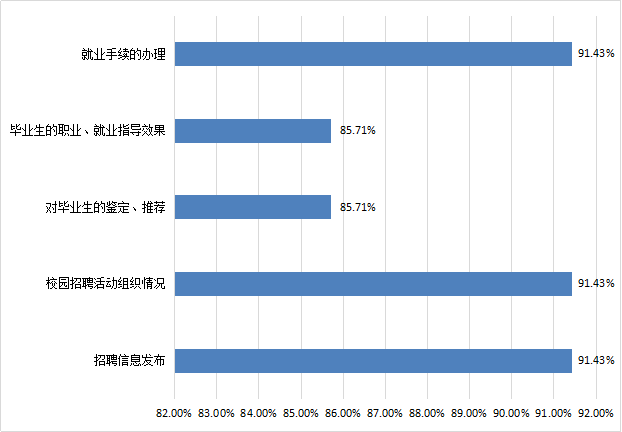 就业手续的办理
91.43%
毕业生的职业、就业指导效果
85.71%
对毕业生的鉴定、推荐
85.71%
校园招聘活动组织情况
91.43%
招聘信息发布
91.43%
82.00% 83.00% 84.00% 85.00% 86.00% 87.00% 88.00% 89.00% 90.00% 91.00% 92.00%